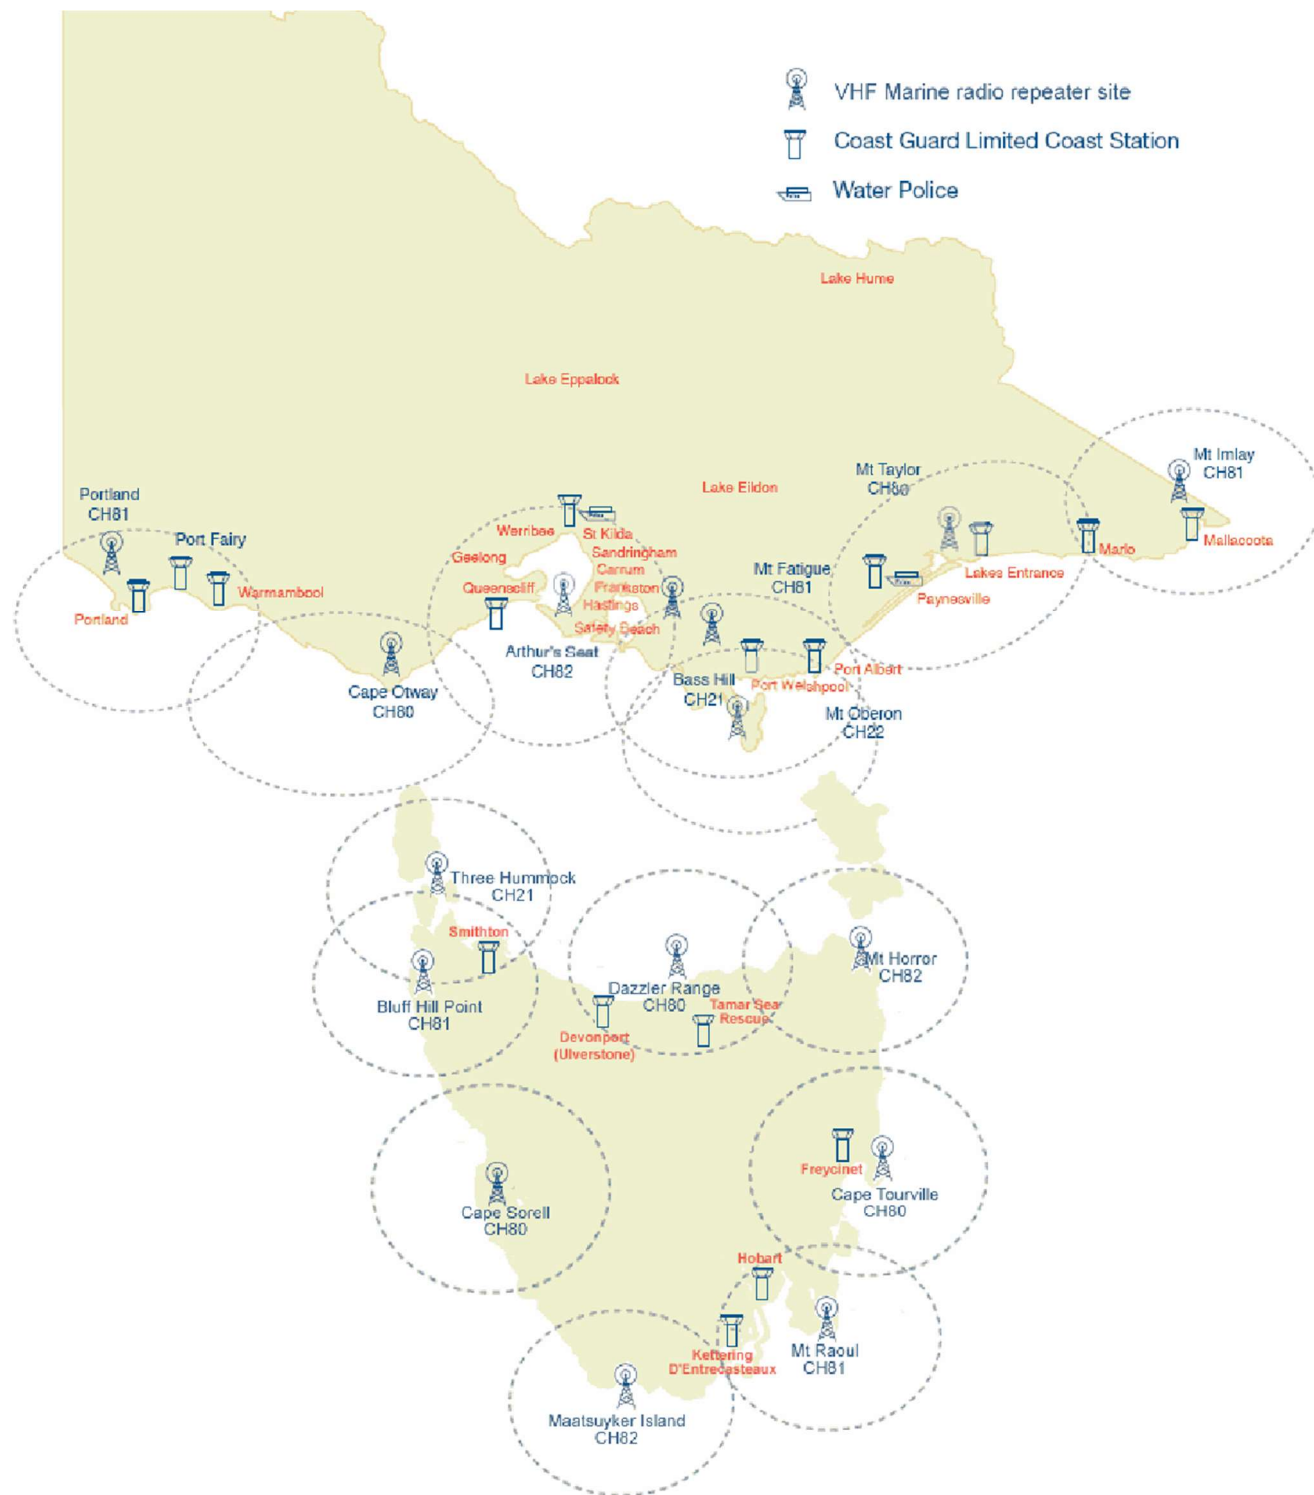 VHF Marine radio repeater site
Coast Guard Limited Coast Station
Water Police
Lake Hume
Lake Eppalock
Lake Eildon
Mt Taylor
CH80
Mt Imlay
CH81
Portland
CH81
Port Fairy
Werribee
St Kilda
Geelong
Sandringham
Carrum
Queenscliff
Frankston
Hastings
Safety Beach
Mt Fatigue
CH81
Marlo
Mallacoota
Lakes Entrance
Paynesville
Warrnambool
Portland
Arthur's Seat
CH82
Cape Otway
CH80
Bass Hill
CH21
Port Welshpool
Port Albert
Mt Oberon
CH22
Three Hummock
CH21
Smithton
Bluff Hill Point
CH81
Dazzler Range
CH80
Mt Horror
CH82
Tamar Sea
Rescue
Devonport
(Ulverstone)
Freycinet
Cape Tourville
CH80
Cape Sorell
CH80
Hobart
Kettering
D'Entrecasteaux
Mt Raoul
CH81
Maatsuyker Island
CH82